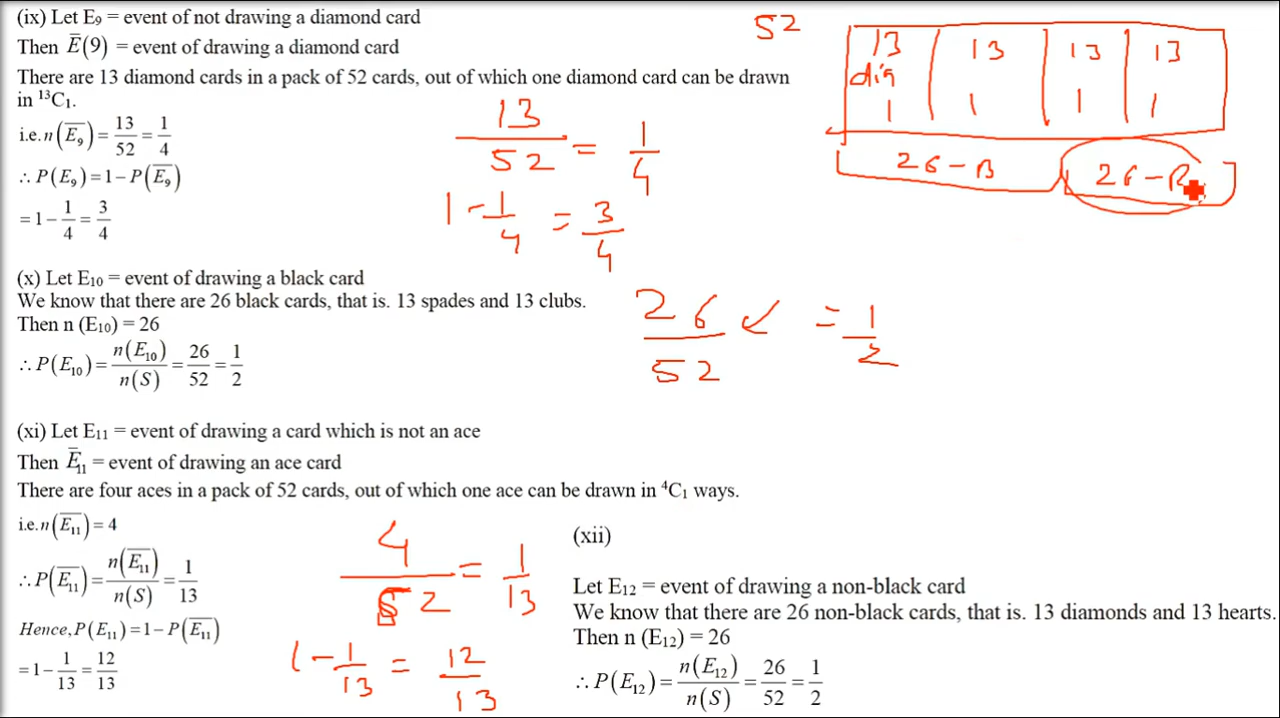 (ix) Let E₉ = event of not drawing a diamond card
Then Ē(9) = event of drawing a diamond card
There are 13 diamond cards in a pack of 52 cards, out of which one diamond card can be drawn
in ¹³C₁.
i.e. n(E̅₉) = 13/52 = 1/4
∴ P(E₉) = 1 − P(E̅₉)
= 1 − 1/4 = 3/4
13/52 = 1/4
1 − 1/4 = 3/4
52
13 13 13 13
dia
1 1 1 1
26 – B 26 – R
(x) Let E₁₀ = event of drawing a black card
We know that there are 26 black cards, that is. 13 spades and 13 clubs.
Then n (E₁₀) = 26
∴ P(E₁₀) = n(E₁₀)/n(S) = 26/52 = 1/2
26/52 ✓ = 1/2
(xi) Let E₁₁ = event of drawing a card which is not an ace
Then E̅₁₁ = event of drawing an ace card
There are four aces in a pack of 52 cards, out of which one ace can be drawn in ⁴C₁ ways.
i.e. n(E̅₁₁) = 4
∴ P(E̅₁₁) = n(E̅₁₁)/n(S) = 1/13
Hence, P(E₁₁) = 1 − P(E̅₁₁)
= 1 − 1/13 = 12/13
4/52 = 1/13
1 − 1/13 = 12/13
(xii)
Let E₁₂ = event of drawing a non-black card
We know that there are 26 non-black cards, that is. 13 diamonds and 13 hearts.
Then n (E₁₂) = 26
∴ P(E₁₂) = n(E₁₂)/n(S) = 26/52 = 1/2